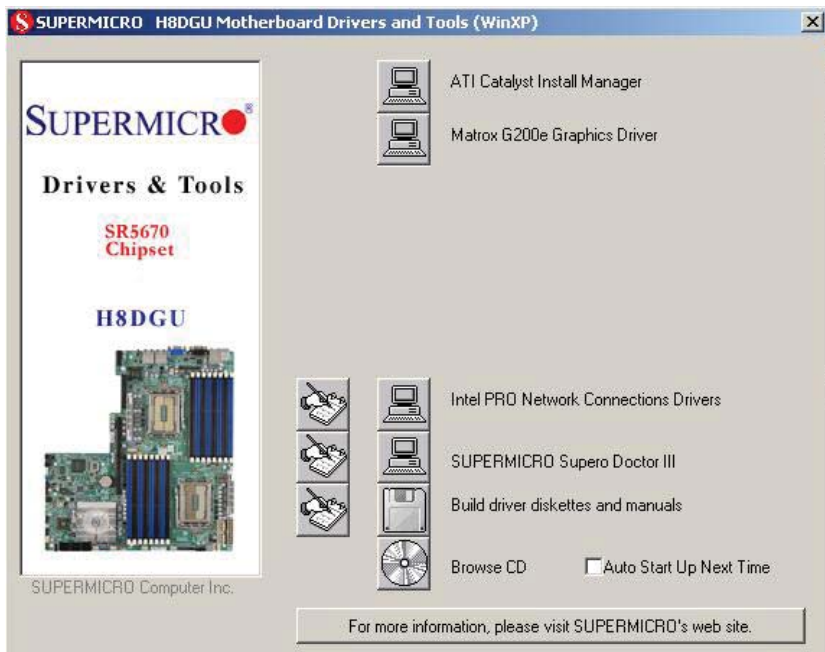 SUPERMICRO H8DGU Motherboard Drivers and Tools (WinXP)
SUPERMICRO®
Drivers & Tools
SR5670
Chipset
H8DGU
SUPERMICRO Computer Inc.
ATI Catalyst Install Manager
Matrox G200e Graphics Driver
Intel PRO Network Connections Drivers
SUPERMICRO Supero Doctor III
Build driver diskettes and manuals
Browse CD
Auto Start Up Next Time
For more information, please visit SUPERMICRO's web site.